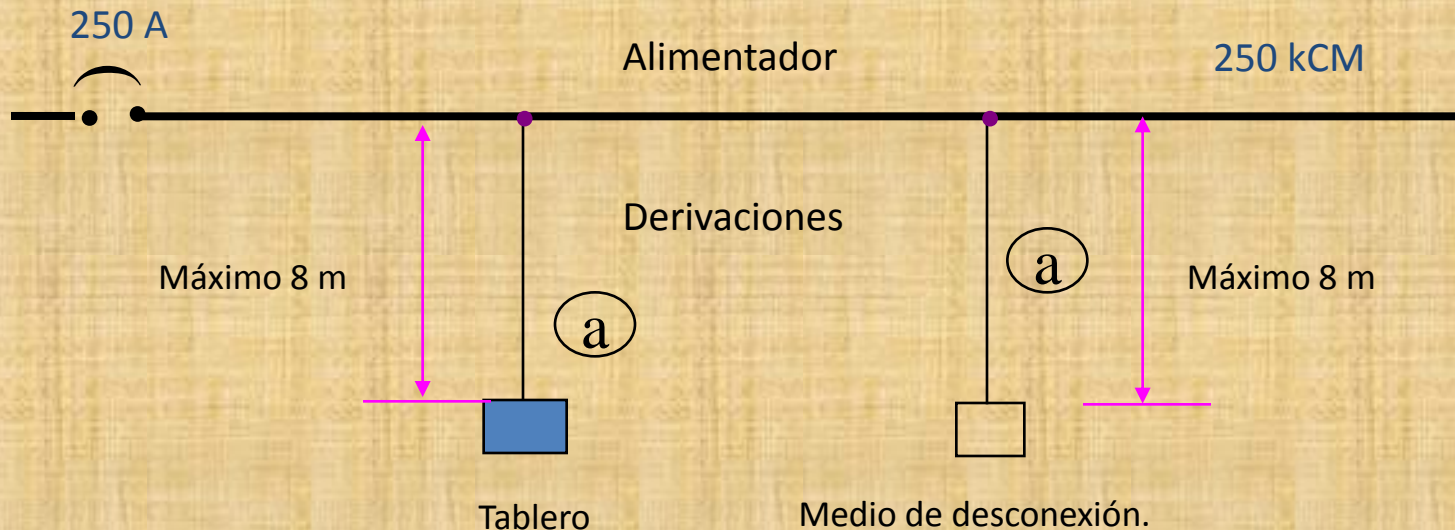 250 A
Alimentador
250 kCM
Derivaciones
Máximo 8 m
a
a
Máximo 8 m
Tablero
Medio de desconexión.